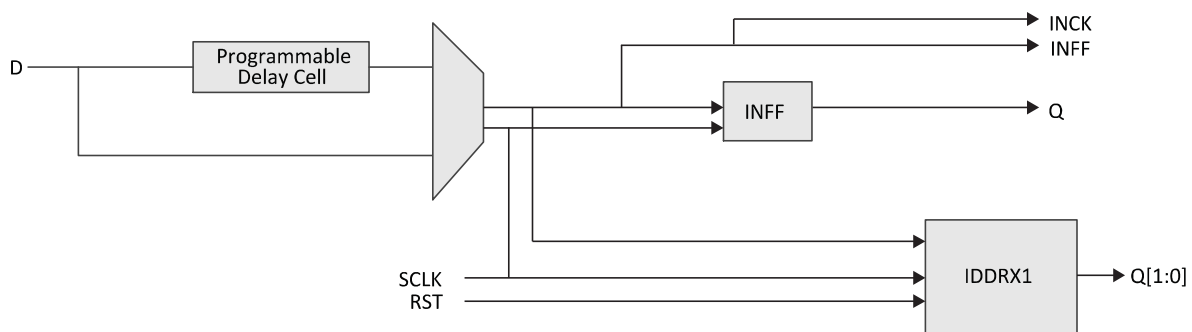 INCK
INFF
D
Programmable
Delay Cell
INFF
Q
SCLK
RST
IDDRX1
Q[1:0]